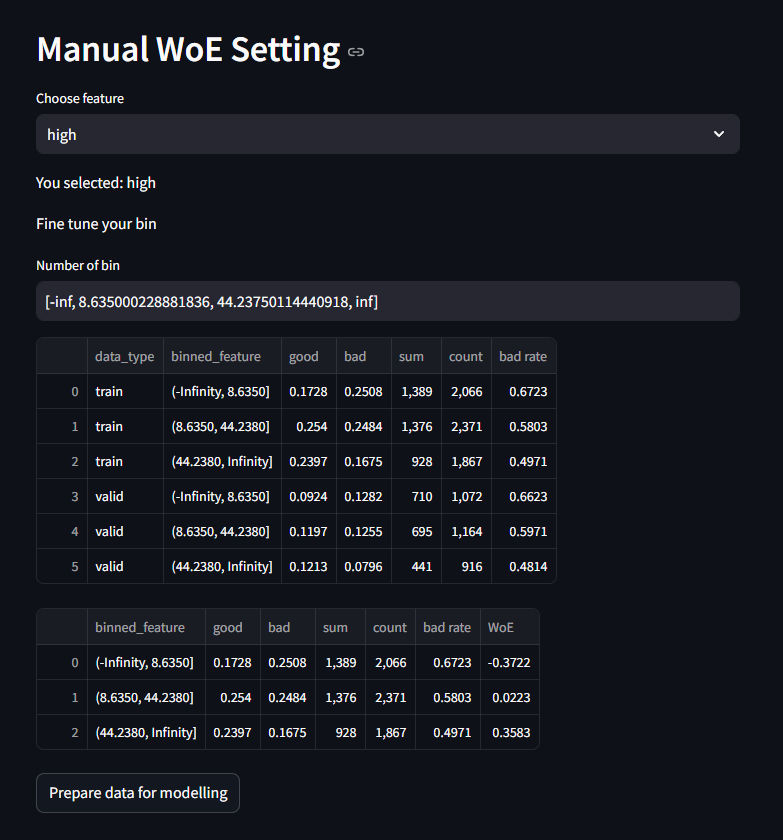 Manual WoE Setting
Choose feature
high
You selected: high
Fine tune your bin
Number of bin
[-inf, 8.635000228881836, 44.23750114440918, inf]
data_type binned_feature good bad sum count bad rate
0 train (-Infinity, 8.6350] 0.1728 0.2508 1,389 2,066 0.6723
1 train (8.6350, 44.2380] 0.254 0.2484 1,376 2,371 0.5803
2 train (44.2380, Infinity] 0.2397 0.1675 928 1,867 0.4971
3 valid (-Infinity, 8.6350] 0.0924 0.1282 710 1,072 0.6623
4 valid (8.6350, 44.2380] 0.1197 0.1255 695 1,164 0.5971
5 valid (44.2380, Infinity] 0.1213 0.0796 441 916 0.4814
binned_feature good bad sum count bad rate WoE
0 (-Infinity, 8.6350] 0.1728 0.2508 1,389 2,066 0.6723 -0.3722
1 (8.6350, 44.2380] 0.254 0.2484 1,376 2,371 0.5803 0.0223
2 (44.2380, Infinity] 0.2397 0.1675 928 1,867 0.4971 0.3583
Prepare data for modelling